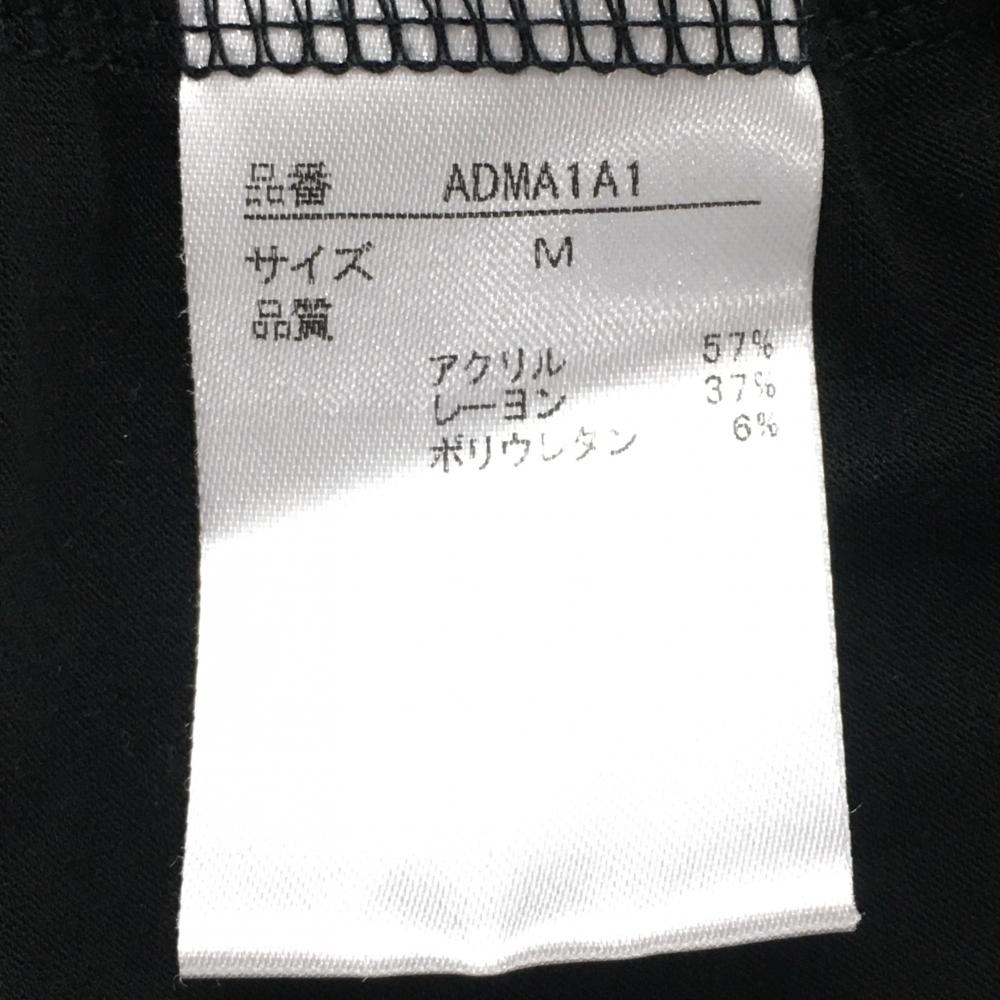 品番 ADMA1A1
サイズ M
品質
アクリル 57%
レーヨン 37%
ポリウレタン 6%